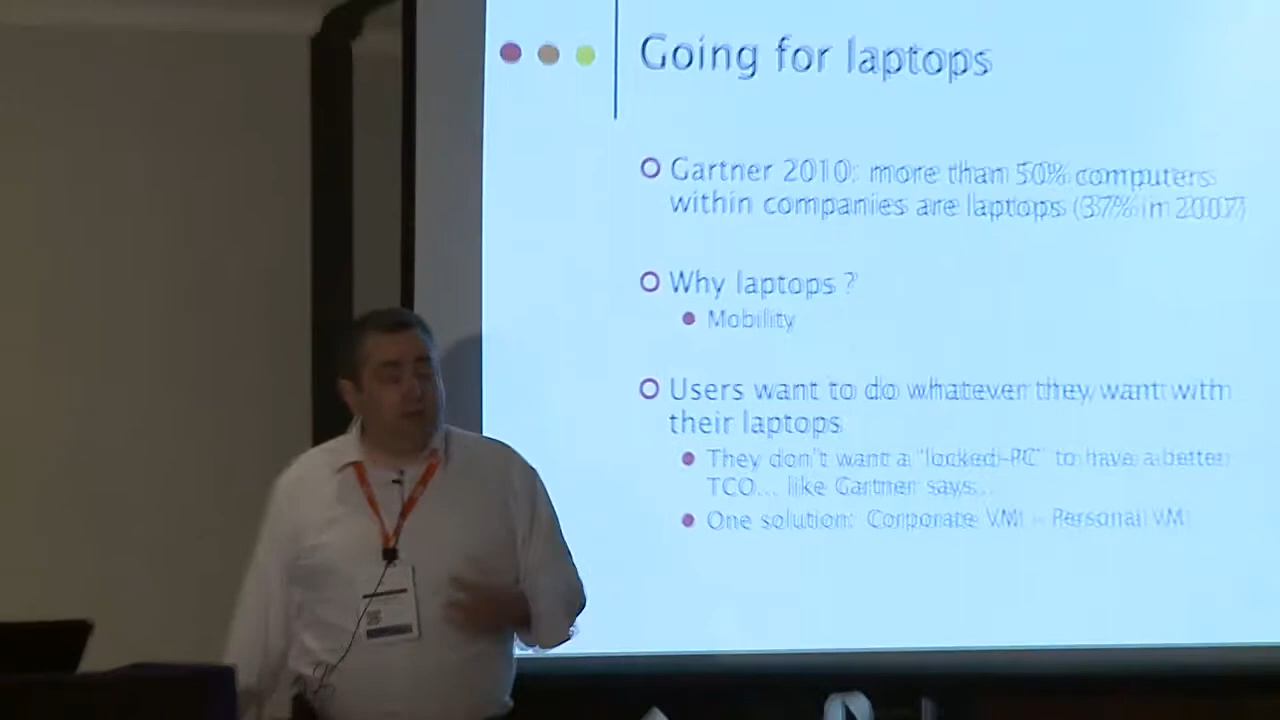 Going for laptops
Gartner 2010: more than 50% computers
within companies are laptops (37% in 2007)
Why laptops ?
Mobility
Users want to do whatever they want with
their laptops
They don't want a "locked-PC" to have a better
TCO... like Gartner says...
One solution: Corporate VM - Personal VM